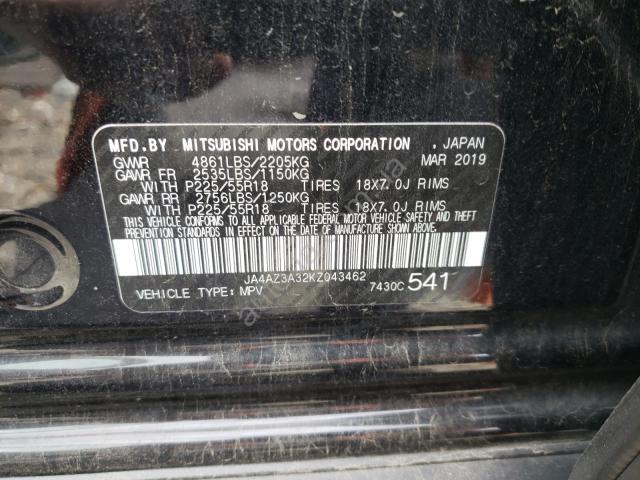 MFD.BY MITSUBISHI MOTORS CORPORATION . JAPAN
GVWR 4861LBS/2205KG MAR 2019
GAWR FR 2535LBS/1150KG
WITH P225/55R18 TIRES 18X7.0J RIMS
GAWR RR 2756LBS/1250KG
WITH P225/55R18 TIRES 18X7.0J RIMS
THIS VEHICLE CONFORMS TO ALL APPLICABLE FEDERAL MOTOR VEHICLE SAFETY AND THEFT
PREVENTION STANDARDS IN EFFECT ON THE DATE OF MANUFACTURE SHOWN ABOVE.
JA4AZ3A32KZ043462
VEHICLE TYPE: MPV 7430C 541